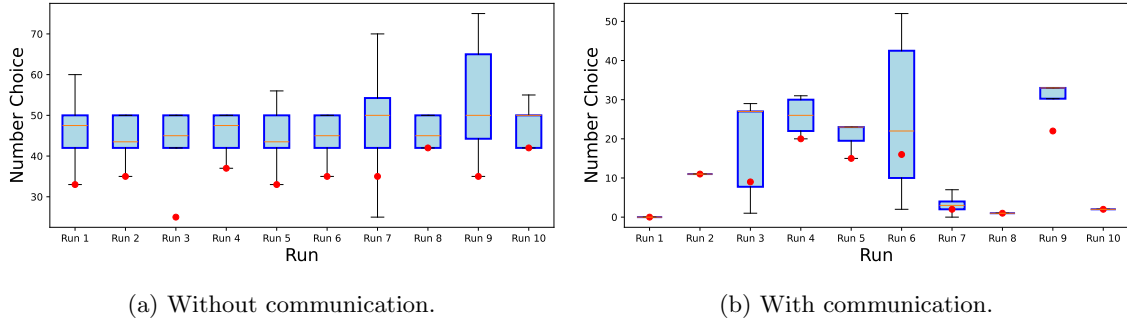 Number Choice
70
60
50
40
30
Run 1 Run 2 Run 3 Run 4 Run 5 Run 6 Run 7 Run 8 Run 9 Run 10
Run
(a) Without communication.
Number Choice
50
40
30
20
10
0
Run 1 Run 2 Run 3 Run 4 Run 5 Run 6 Run 7 Run 8 Run 9 Run 10
Run
(b) With communication.